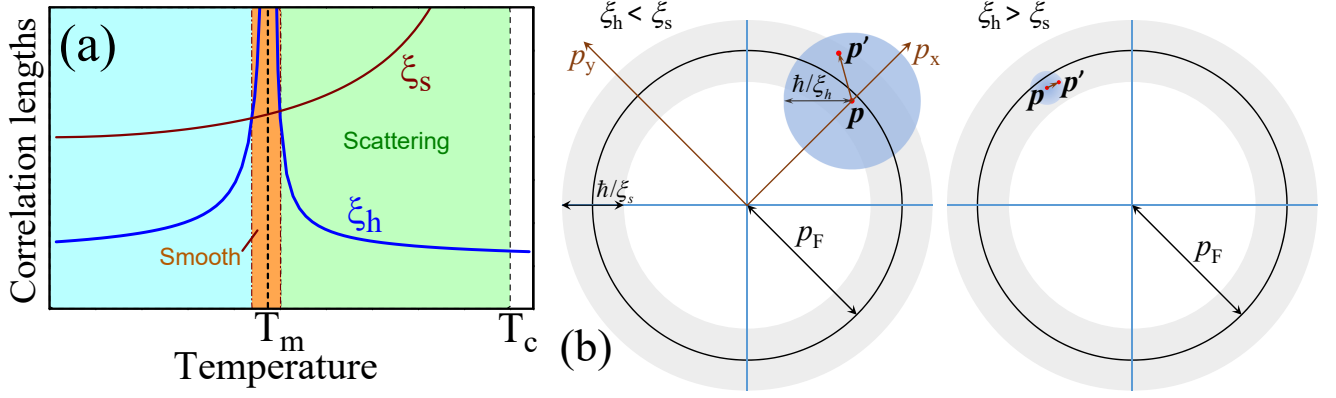 (a)
Correlation lengths
ξs
Scattering
ξh
Smooth
Tm
Tc
Temperature
(b)
ξh < ξs
py
px
p′
ħ/ξh
p
ħ/ξs
pF
ξh > ξs
p p′
pF